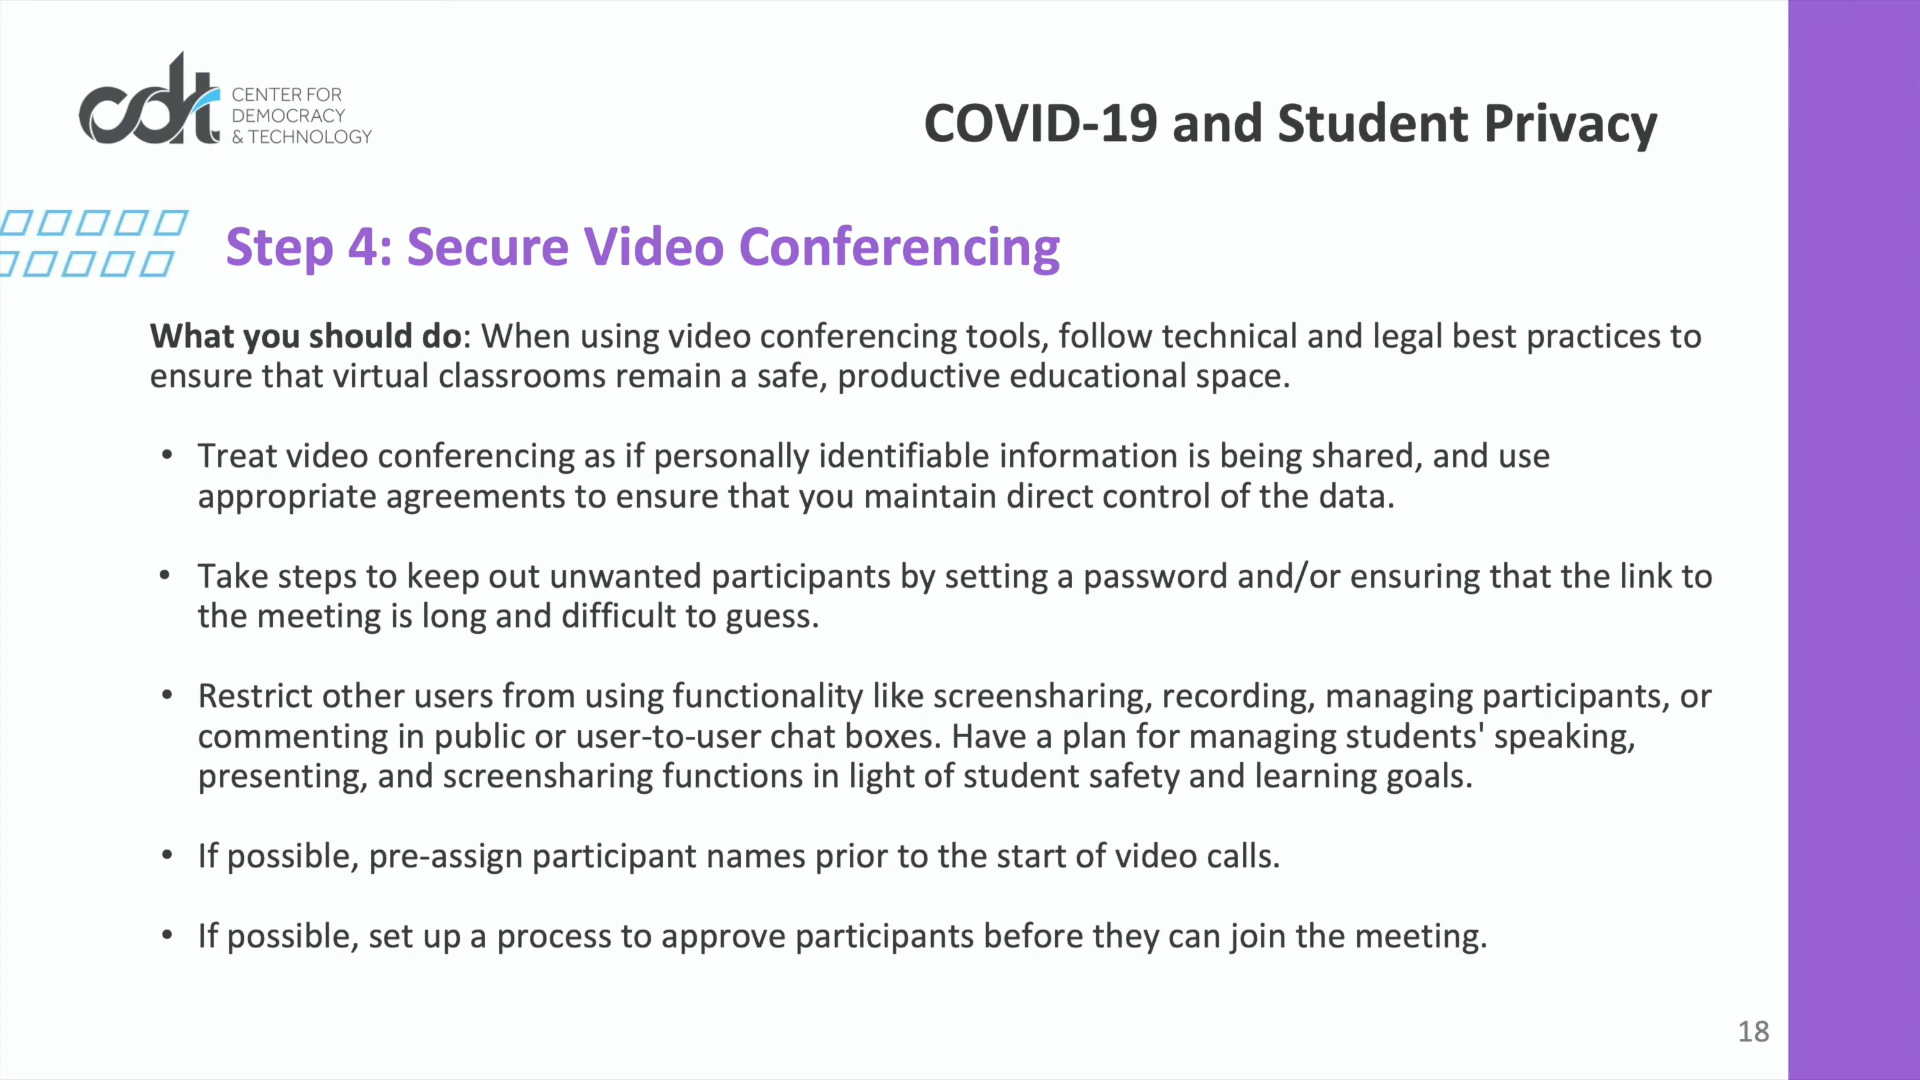 cdt
CENTER FOR
DEMOCRACY
& TECHNOLOGY
COVID-19 and Student Privacy
Step 4: Secure Video Conferencing
What you should do: When using video conferencing tools, follow technical and legal best practices to
ensure that virtual classrooms remain a safe, productive educational space.
• Treat video conferencing as if personally identifiable information is being shared, and use
appropriate agreements to ensure that you maintain direct control of the data.
• Take steps to keep out unwanted participants by setting a password and/or ensuring that the link to
the meeting is long and difficult to guess.
• Restrict other users from using functionality like screensharing, recording, managing participants, or
commenting in public or user-to-user chat boxes. Have a plan for managing students' speaking,
presenting, and screensharing functions in light of student safety and learning goals.
• If possible, pre-assign participant names prior to the start of video calls.
• If possible, set up a process to approve participants before they can join the meeting.
18